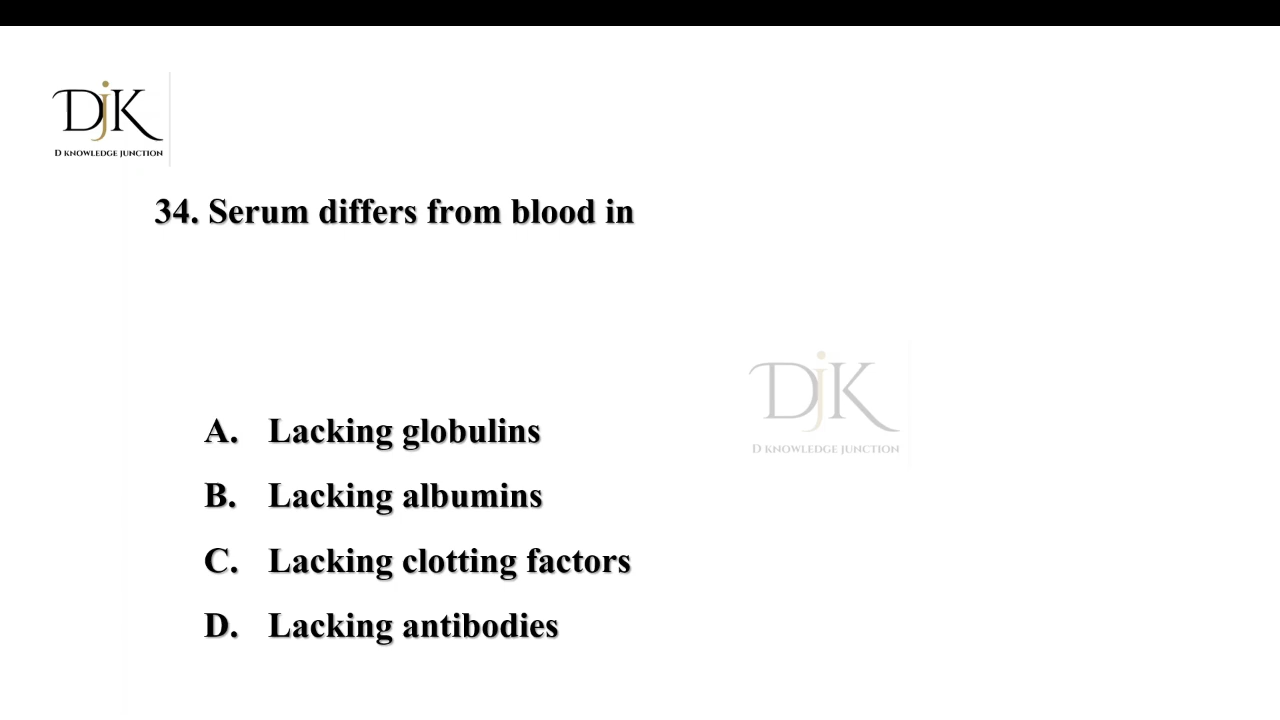 DjK
D KNOWLEDGE JUNCTION
34. Serum differs from blood in
DjK
D KNOWLEDGE JUNCTION
A. Lacking globulins
B. Lacking albumins
C. Lacking clotting factors
D. Lacking antibodies